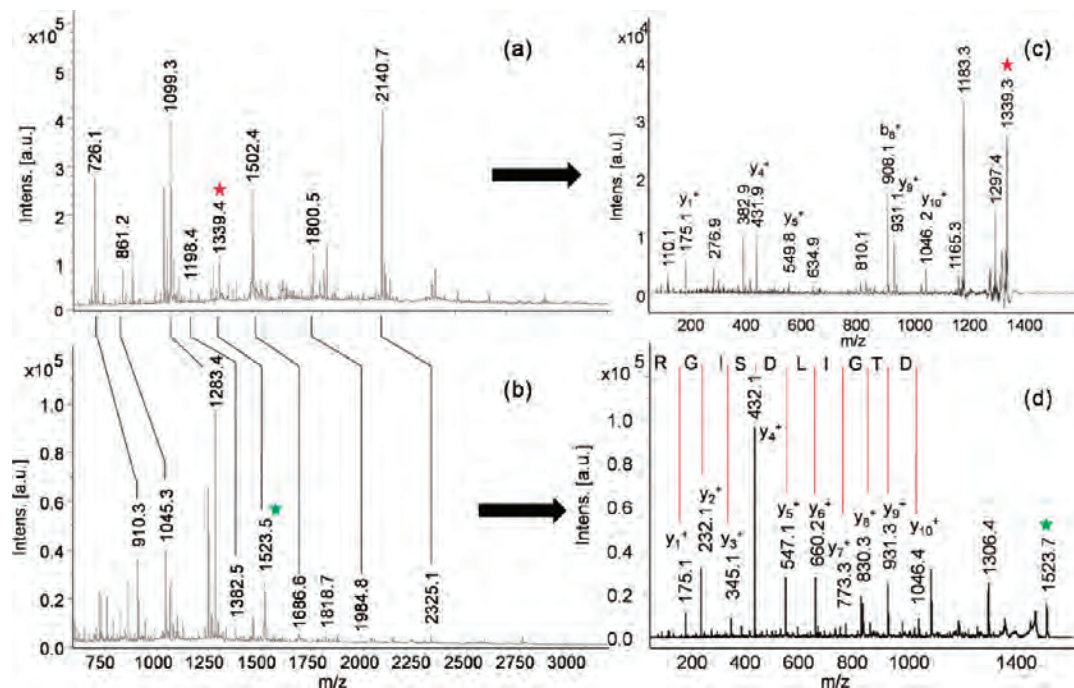 (a)
x10⁵
Intens. [a.u.]
5
5
4
3
2
1
0
726.1
861.2
1099.3
1198.4
1339.4
1502.4
1800.5
2140.7
(b)
x10⁵
Intens. [a.u.]
1.0
0.8
0.6
0.4
0.2
0.0
910.3
1045.3
1283.4
1382.5
1523.5
1686.6
1818.7
1984.8
2325.1
750 1000 1250 1500 1750 2000 2250 2500 2750 3000
m/z
(c)
x10⁴
Intens. [a.u.]
4
3
2
1
0
110.1
y₁⁺
175.1
276.9
382.9
y₄⁺
431.9
y₅⁺
549.8
634.9
810.1
b₈⁺
908.1
y₉⁺
931.1
y₁₀⁺
1046.2
1165.3
1183.3
1297.4
1339.3
200 400 600 800 1000 1200 1400
m/z
(d)
x10⁵
R G I S D L I G T D
Intens. [a.u.]
1.0
0.8
0.5
0.2
0.0
y₁⁺
175.1
y₂⁺
232.1
y₃⁺
345.1
y₄⁺
432.1
y₅⁺
547.1
y₆⁺
660.2
y₇⁺
773.3
y₈⁺
830.3
y₉⁺
931.3
y₁₀⁺
1046.4
1306.4
1523.7
200 400 600 800 1000 1400
m/z